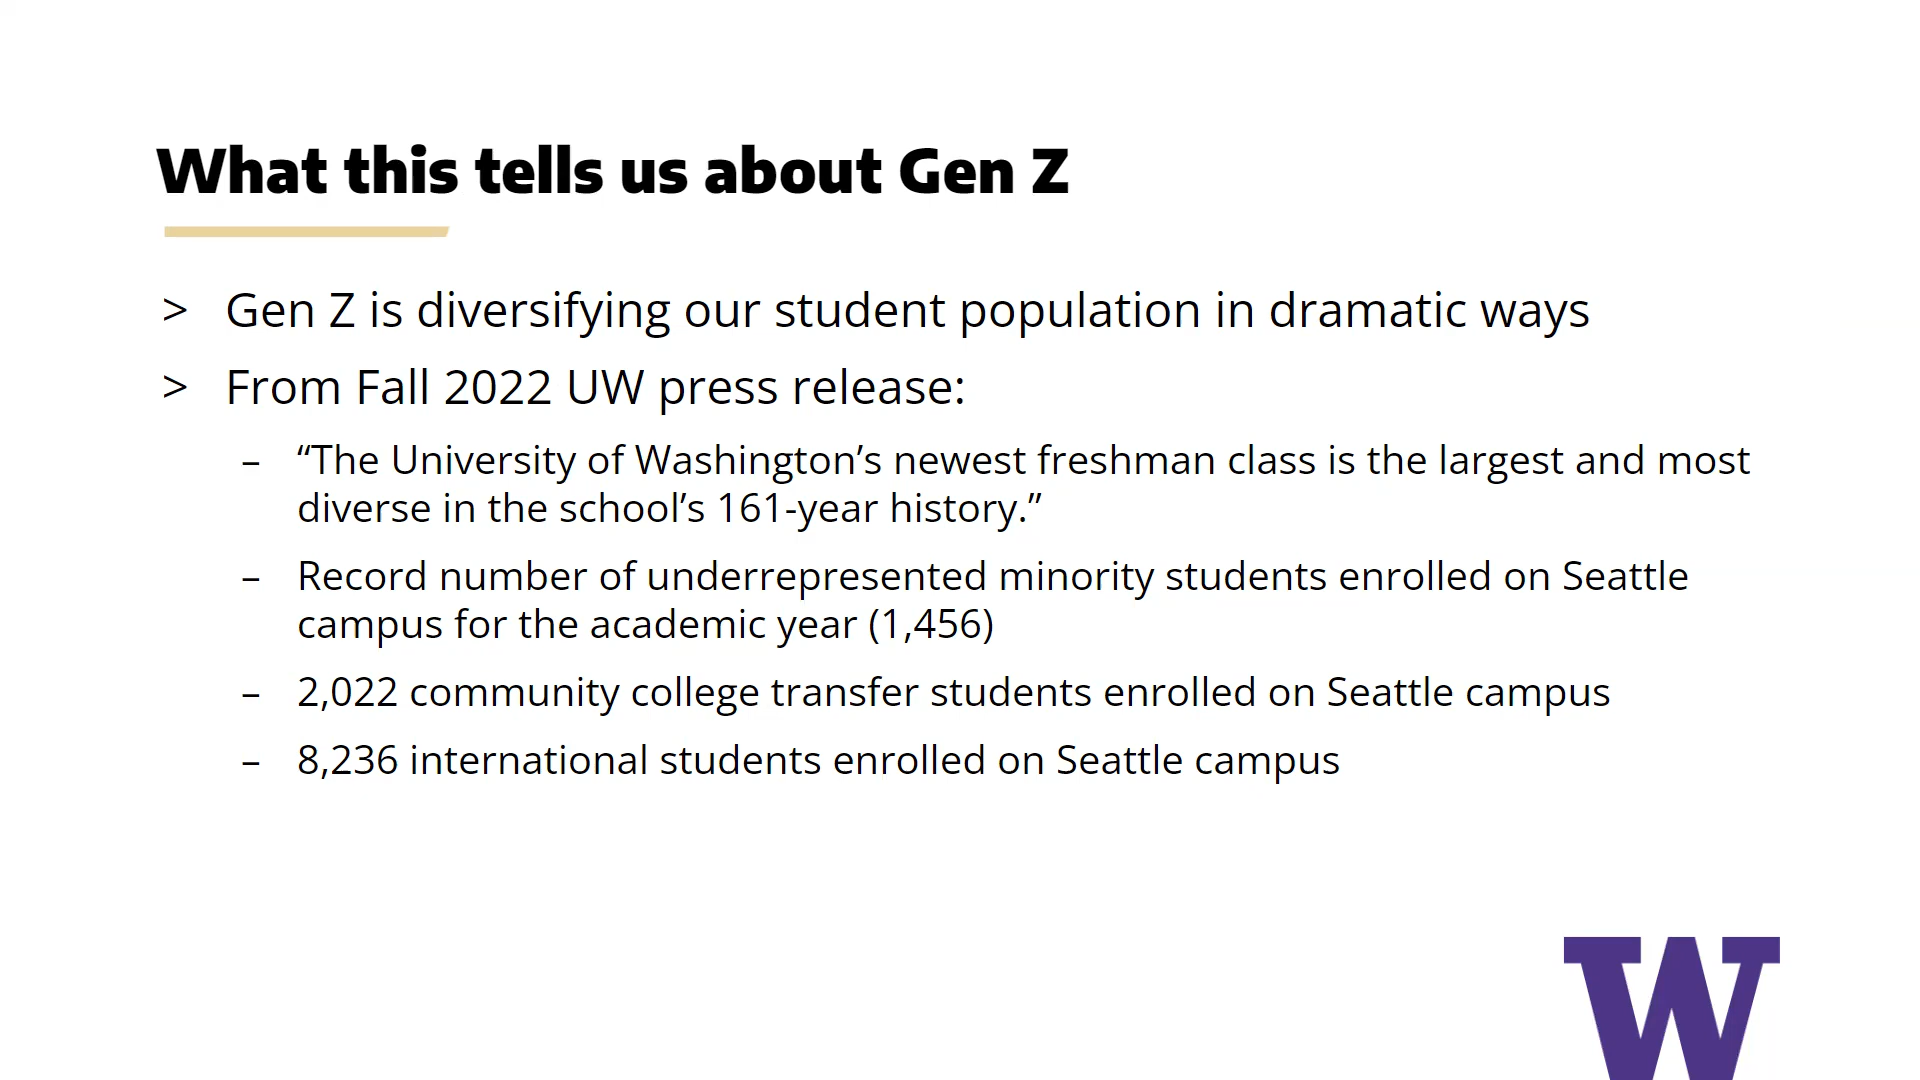 What this tells us about Gen Z
> Gen Z is diversifying our student population in dramatic ways
> From Fall 2022 UW press release:
– “The University of Washington’s newest freshman class is the largest and most
diverse in the school’s 161-year history.”
– Record number of underrepresented minority students enrolled on Seattle
campus for the academic year (1,456)
– 2,022 community college transfer students enrolled on Seattle campus
– 8,236 international students enrolled on Seattle campus
W